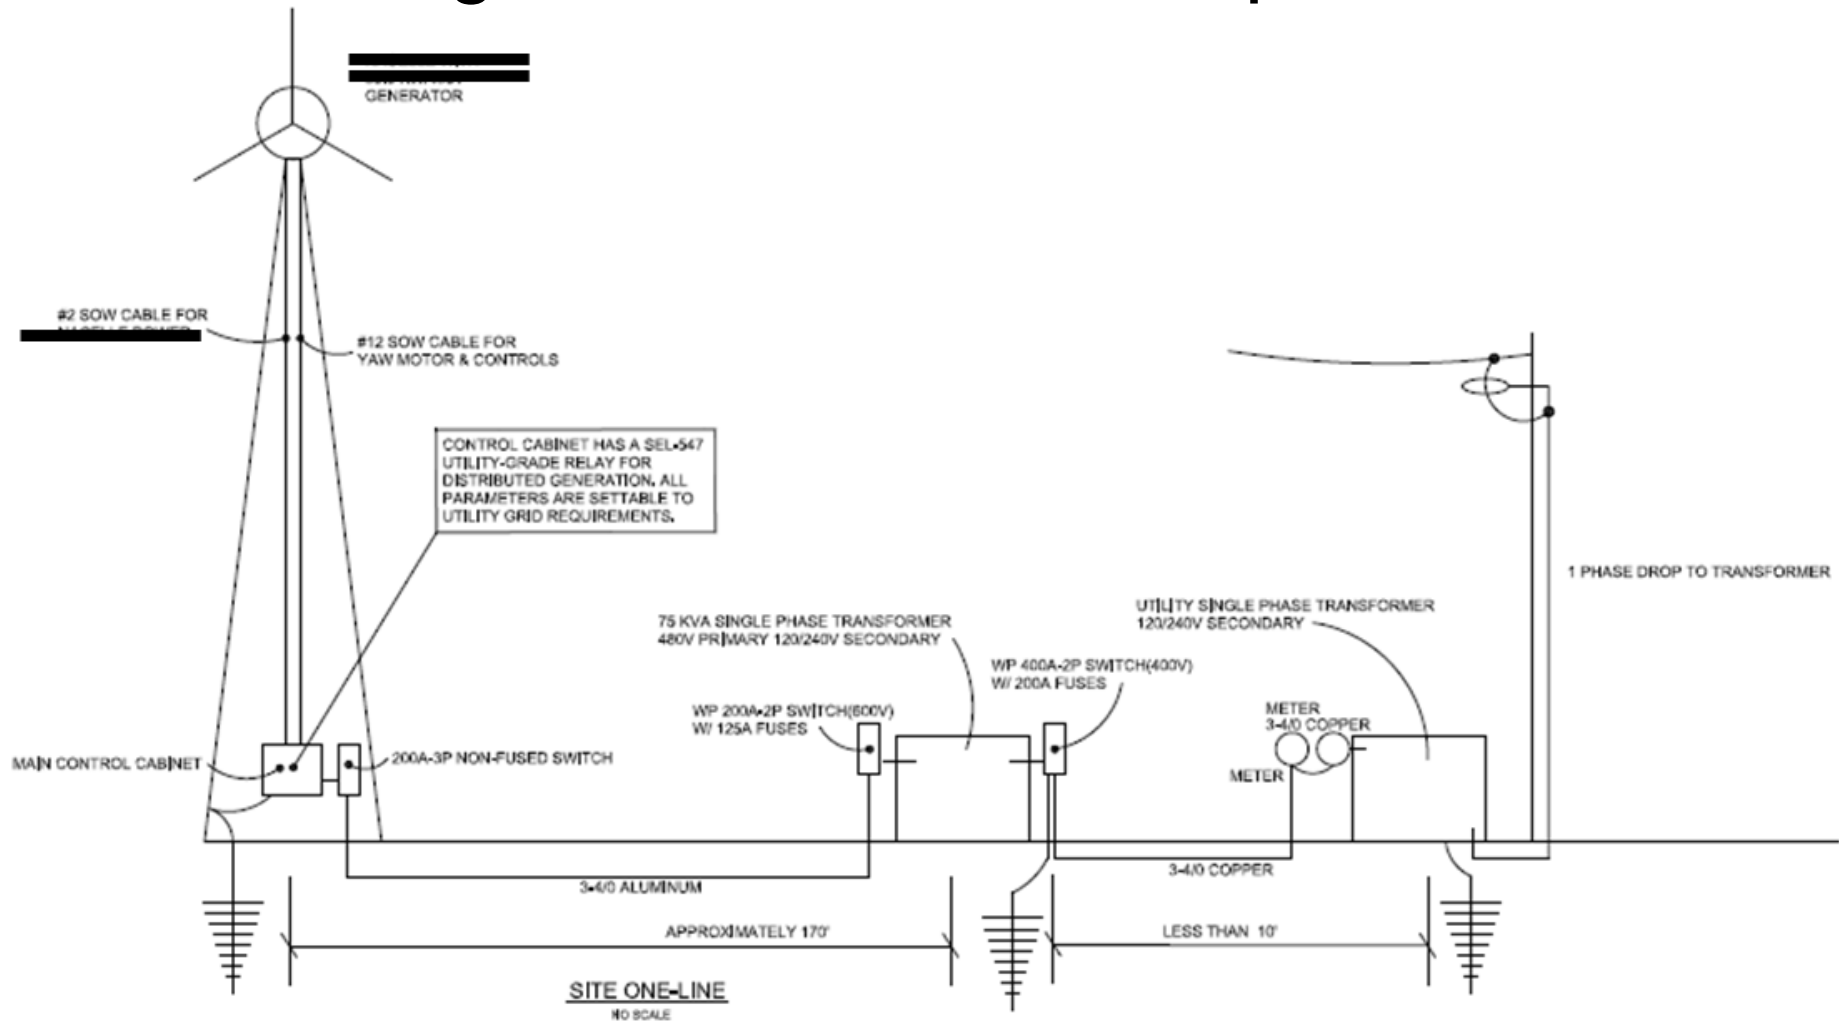 GENERATOR
#2 SOW CABLE FOR
#12 SOW CABLE FOR
YAW MOTOR & CONTROLS
CONTROL CABINET HAS A SEL-547
UTILITY-GRADE RELAY FOR
DISTRIBUTED GENERATION. ALL
PARAMETERS ARE SETTABLE TO
UTILITY GRID REQUIREMENTS.
1 PHASE DROP TO TRANSFORMER
75 KVA SINGLE PHASE TRANSFORMER
480V PRIMARY 120/240V SECONDARY
UTILITY SINGLE PHASE TRANSFORMER
120/240V SECONDARY
WP 400A-2P SWITCH(400V)
W/ 200A FUSES
WP 200A-2P SWITCH(600V)
W/ 125A FUSES
METER
3-4/0 COPPER
METER
MAIN CONTROL CABINET
200A-3P NON-FUSED SWITCH
3-4/0 ALUMINUM
3-4/0 COPPER
APPROXIMATELY 170'
LESS THAN 10'
SITE ONE-LINE
NO SCALE